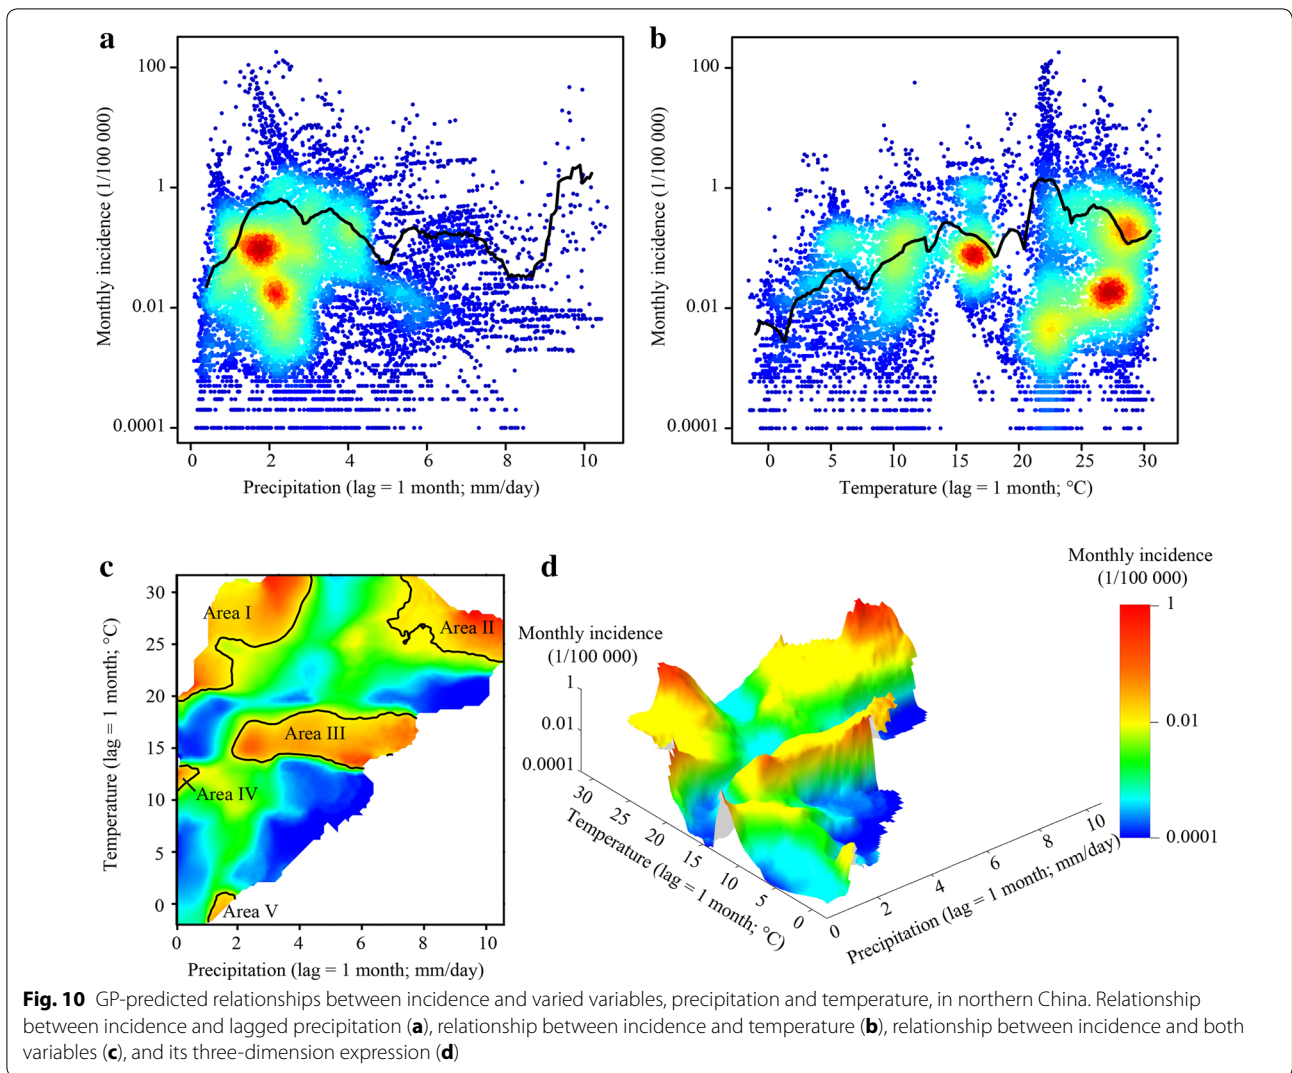 a
100
1
0.01
0.0001
Monthly incidence (1/100 000)
0 2 4 6 8 10
Precipitation (lag = 1 month; mm/day)
b
100
1
0.01
0.0001
Monthly incidence (1/100 000)
0 5 10 15 20 25 30
Temperature (lag = 1 month; °C)
c
30
25
20
15
10
5
0
Temperature (lag = 1 month; °C)
Area I
Area II
Area III
Area IV
Area V
0 2 4 6 8 10
Precipitation (lag = 1 month; mm/day)
d
Monthly incidence
(1/100 000)
1
0.01
0.0001
30 25 20 15 10 5 0
Temperature (lag = 1 month; °C)
0 2 4 6 8 10
Precipitation (lag = 1 month; mm/day)
Monthly incidence
(1/100 000)
1
0.01
0.0001
Fig. 10 GP-predicted relationships between incidence and varied variables, precipitation and temperature, in northern China. Relationship
between incidence and lagged precipitation (a), relationship between incidence and temperature (b), relationship between incidence and both
variables (c), and its three-dimension expression (d)